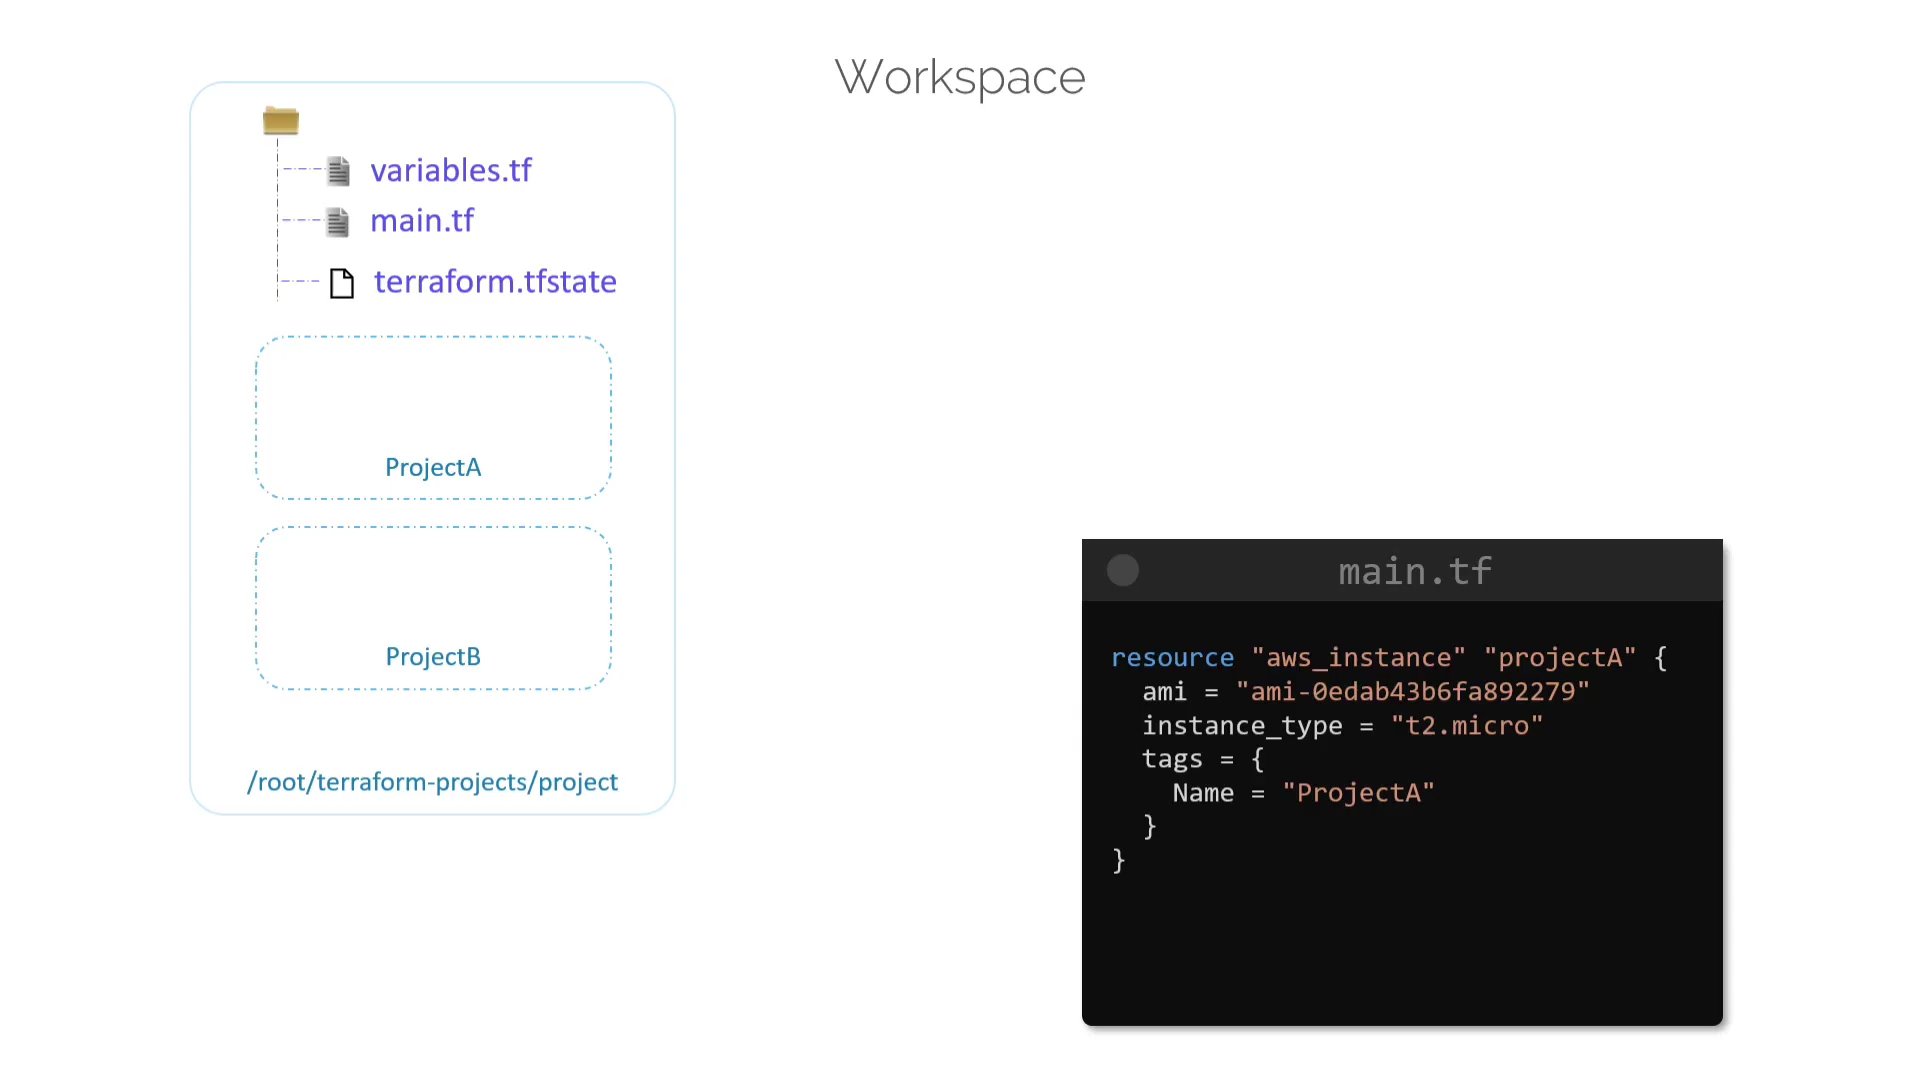 Workspace
variables.tf
main.tf
terraform.tfstate
ProjectA
ProjectB
/root/terraform-projects/project
main.tf
resource "aws_instance" "projectA" {
  ami = "ami-0edab43b6fa892279"
  instance_type = "t2.micro"
  tags = {
    Name = "ProjectA"
  }
}